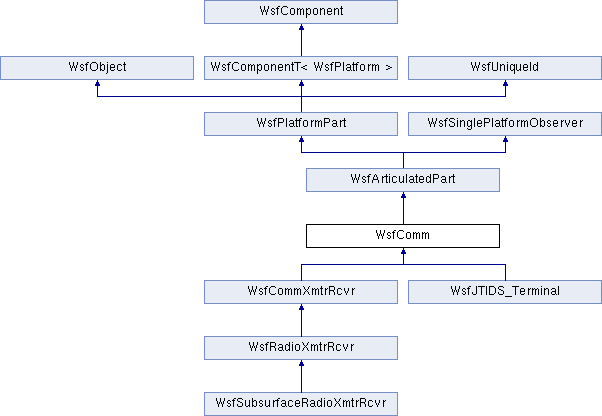 WsfComponent
WsfObject
WsfComponentT< WsfPlatform >
WsfUniqueId
WsfPlatformPart
WsfSinglePlatformObserver
WsfArticulatedPart
WsfComm
WsfCommXmtrRcvr
WsfJTIDS_Terminal
WsfRadioXmtrRcvr
WsfSubsurfaceRadioXmtrRcvr